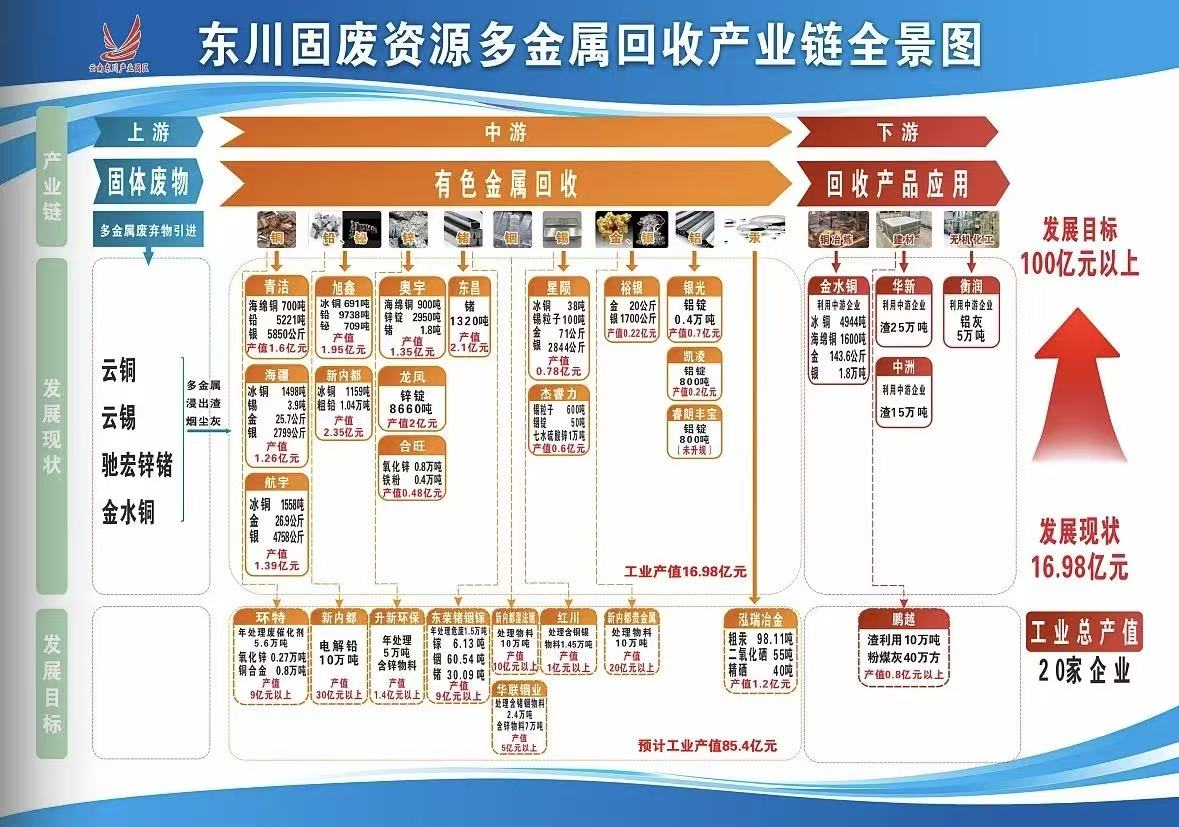 云南东川产业园区
东川固废资源多金属回收产业链全景图
产业链
上游
中游
下游
固体废物
有色金属回收
回收产品应用
多金属废弃物引进
铜
铅
铋
锌
锗
铟
锡
金
银
铝
汞
铜冶炼
建材
无机化工
发展目标
100亿元以上
发展现状
云铜
云锡
驰宏锌锗
金水铜
多金属
浸出渣
烟尘灰
青洁
海绵铜 700吨
铅 5221吨
银 5850公斤
产值1.6亿元
海疆
冰铜 1498吨
锡 3.9吨
金 25.7公斤
银 2799公斤
产值
1.26亿元
航宇
冰铜 1558吨
金 26.9公斤
银 4758公斤
产值
1.39亿元
旭鑫
冰铜 691吨
铅 9738吨
铋 709吨
产值
1.95亿元
新内都
冰铜 1159吨
粗铅 1.04万吨
产值
2.35亿元
奥宇
海绵铜 900吨
锌锭 2950吨
锗 1.8吨
产值
1.35亿元
龙凤
锌锭
8660吨
产值2亿元
合旺
氧化锌 0.8万吨
铁粉 0.4万吨
产值0.48亿元
东昌
锗
1320吨
产值
2.1亿元
星陨
冰铜 38吨
锡粒子 100吨
金 71公斤
银 2844公斤
产值
0.78亿元
杰睿力
锡粒子 60吨
铟锭 50吨
七水硫酸锌1万吨
产值0.6亿元
裕银
金 20公斤
银 1700公斤
产值0.22亿元
银光
铝锭
0.4万吨
产值0.7亿元
凯凌
铝锭
800吨
产值0.2亿元
睿朗丰宝
铝锭
800吨
(未升规)
工业产值16.98亿元
金水铜
利用中游企业
冰铜 4944吨
海绵铜 1600吨
金 143.6公斤
银 1.8万吨
华新
利用中游企业
渣25万吨
中洲
利用中游企业
渣15万吨
衡润
利用中游企业
铝灰
5万吨
发展现状
16.98亿元
发展目标
环特
年处理废催化剂
5.6万吨
氧化锌 0.27万吨
铜合金 0.8万吨
产值
9亿元以上
新内都
电解铅
10万吨
产值
30亿元以上
升新环保
年处理
5万吨
含锌物料
产值
1.4亿元以上
东荣锗铟镓
年处理危废1.5万吨
镓 6.13吨
铟 60.54吨
锗 30.09吨
产值
9亿元以上
处理物料
10万吨
产值
10亿元以上
华联铟业
处理含锗铟物料
2.4万吨
含锌物料7万吨
产值
5亿元以上
红川
处理含铜锡
物料1.45万吨
产值
1亿元以上
新内都贵金属
处理物料
10万吨
产值
20亿元以上
泓瑞冶金
粗汞 98.11吨
二氧化硒 55吨
精硒 40吨
产值1.2亿元
预计工业产值85.4亿元
鹏越
渣利用10万吨
粉煤灰40万方
产值0.8亿元以上
工业总产值
20家企业